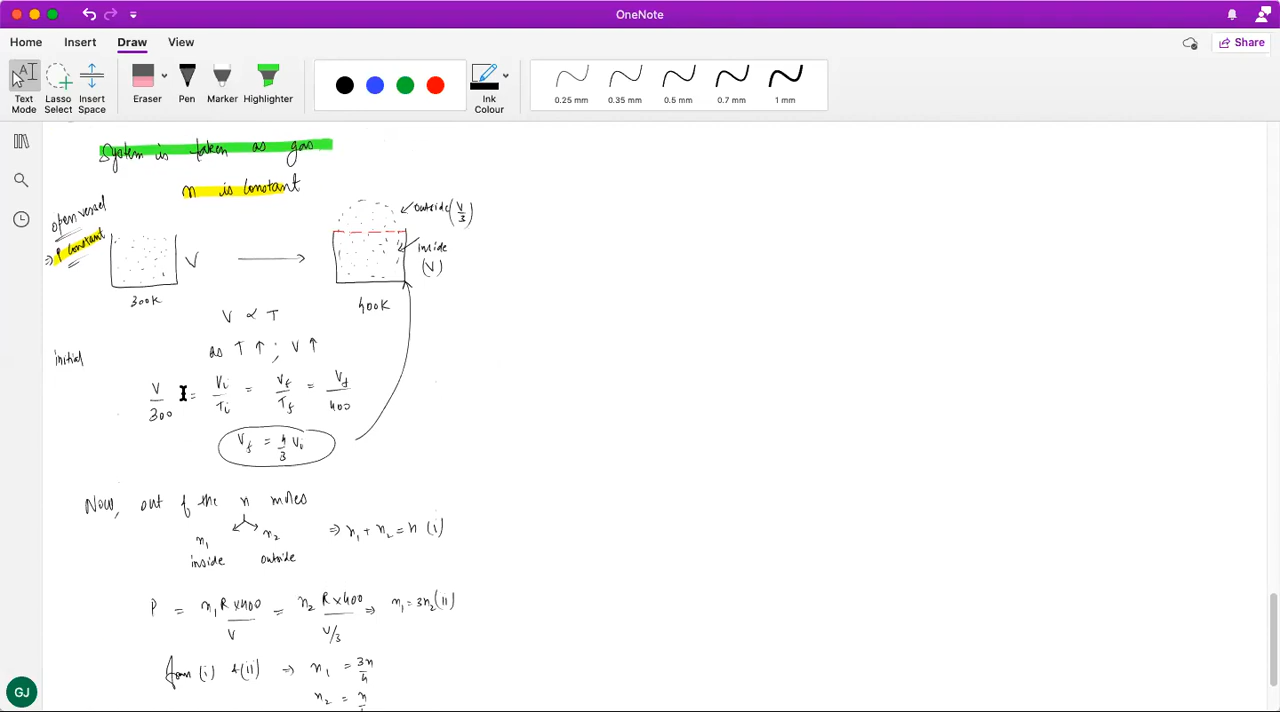 OneNote
Home Insert Draw View
Share
Text Mode
Lasso Select
Insert Space
Eraser
Pen
Marker
Highlighter
Ink Colour
0.25 mm
0.35 mm
0.5 mm
0.7 mm
1 mm
System is taken as gas
n is constant
open vessel
⇒ P constant
V
300K
outside (V/3)
inside (V)
400K
V ∝ T
as T ↑ ; V ↑
initial
V/300 = Vi/Ti = Vf/Tf = Vf/400
Vf = 4/3 Vi
Now, out of the n moles
n1 inside
n2 outside
⇒ n1 + n2 = n (i)
P = n1 R×400 / V = n2 R×400 / V/3 ⇒ n1 = 3n2 (II)
from (i) & (ii) ⇒ n1 = 3n/4
n2 = n/
GJ